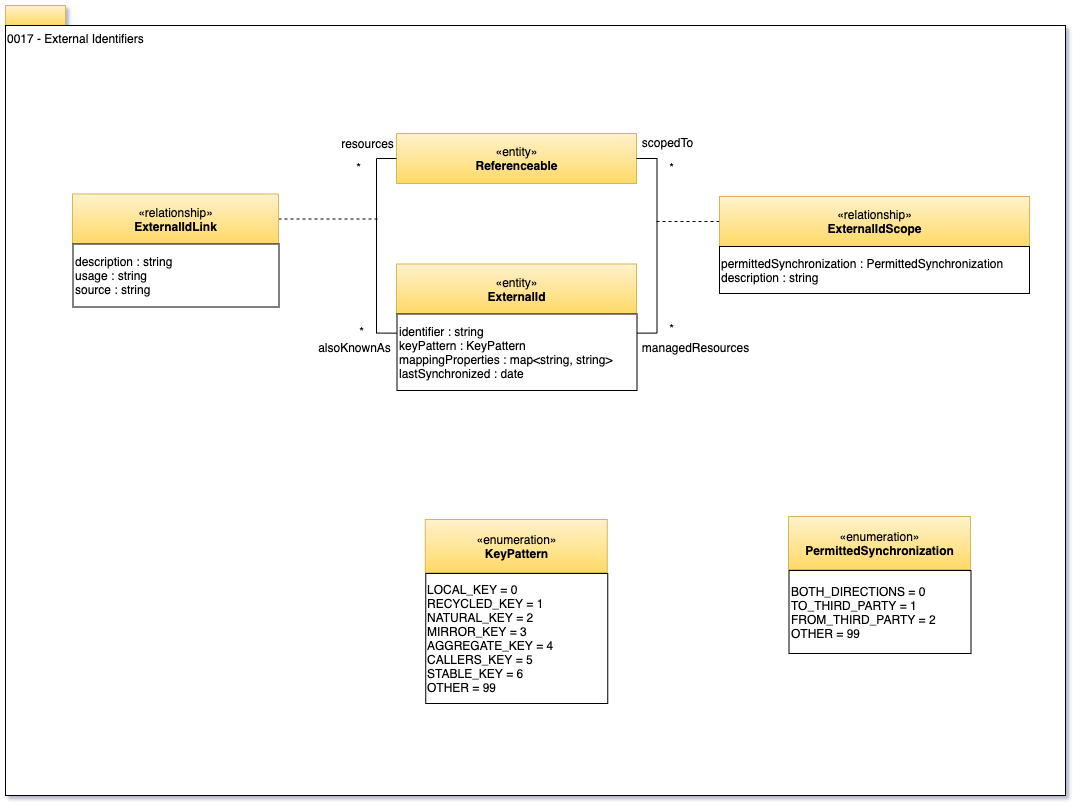 0017 - External Identifiers
resources
*
«entity»
Referenceable
scopedTo
*
«relationship»
ExternalIdLink
description : string
usage : string
source : string
«relationship»
ExternalIdScope
permittedSynchronization : PermittedSynchronization
description : string
«entity»
ExternalId
identifier : string
keyPattern : KeyPattern
mappingProperties : map<string, string>
lastSynchronized : date
*
alsoKnownAs
*
managedResources
«enumeration»
KeyPattern
LOCAL_KEY = 0
RECYCLED_KEY = 1
NATURAL_KEY = 2
MIRROR_KEY = 3
AGGREGATE_KEY = 4
CALLERS_KEY = 5
STABLE_KEY = 6
OTHER = 99
«enumeration»
PermittedSynchronization
BOTH_DIRECTIONS = 0
TO_THIRD_PARTY = 1
FROM_THIRD_PARTY = 2
OTHER = 99